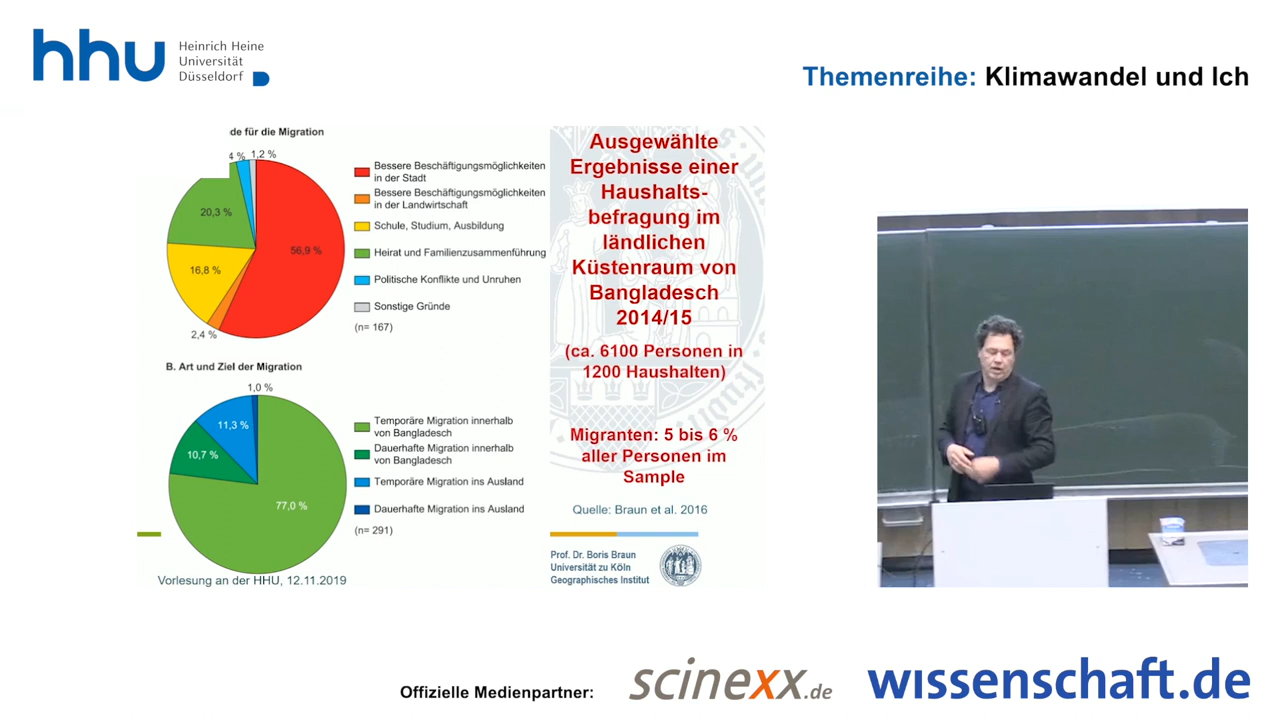 hhu Heinrich Heine
Universität
Düsseldorf
Themenreihe: Klimawandel und Ich
de für die Migration
4 % 1,2 %
20,3 %
56,9 %
16,8 %
2,4 %
Bessere Beschäftigungsmöglichkeiten
in der Stadt
Bessere Beschäftigungsmöglichkeiten
in der Landwirtschaft
Schule, Studium, Ausbildung
Heirat und Familienzusammenführung
Politische Konflikte und Unruhen
Sonstige Gründe
(n= 167)
B. Art und Ziel der Migration
1,0 %
11,3 %
10,7 %
77,0 %
Temporäre Migration innerhalb
von Bangladesch
Dauerhafte Migration innerhalb
von Bangladesch
Temporäre Migration ins Ausland
Dauerhafte Migration ins Ausland
(n= 291)
Vorlesung an der HHU, 12.11.2019
Ausgewählte
Ergebnisse einer
Haushalts-
befragung im
ländlichen
Küstenraum von
Bangladesch
2014/15
(ca. 6100 Personen in
1200 Haushalten)
Migranten: 5 bis 6 %
aller Personen im
Sample
Quelle: Braun et al. 2016
Prof. Dr. Boris Braun
Universität zu Köln
Geographisches Institut
Offizielle Medienpartner:
scinexx.de
wissenschaft.de